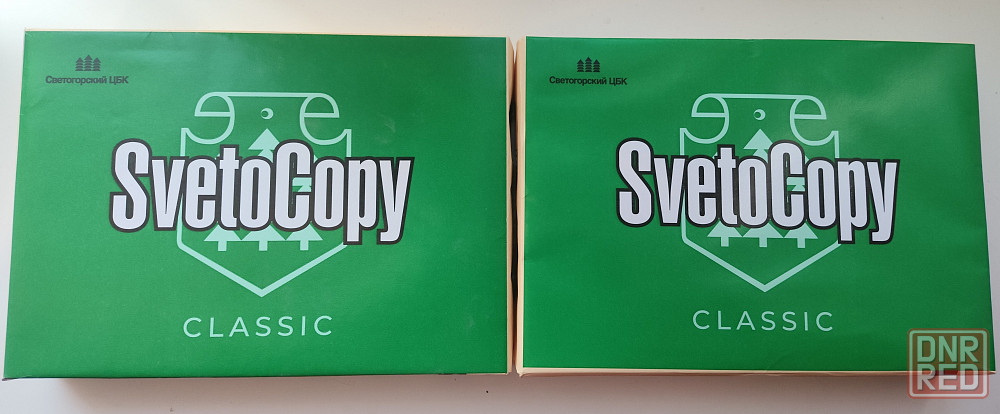 Светогорский ЦБК
SvetoCopy
CLASSIC
Светогорский ЦБК
SvetoCopy
CLASSIC
DNR
RED